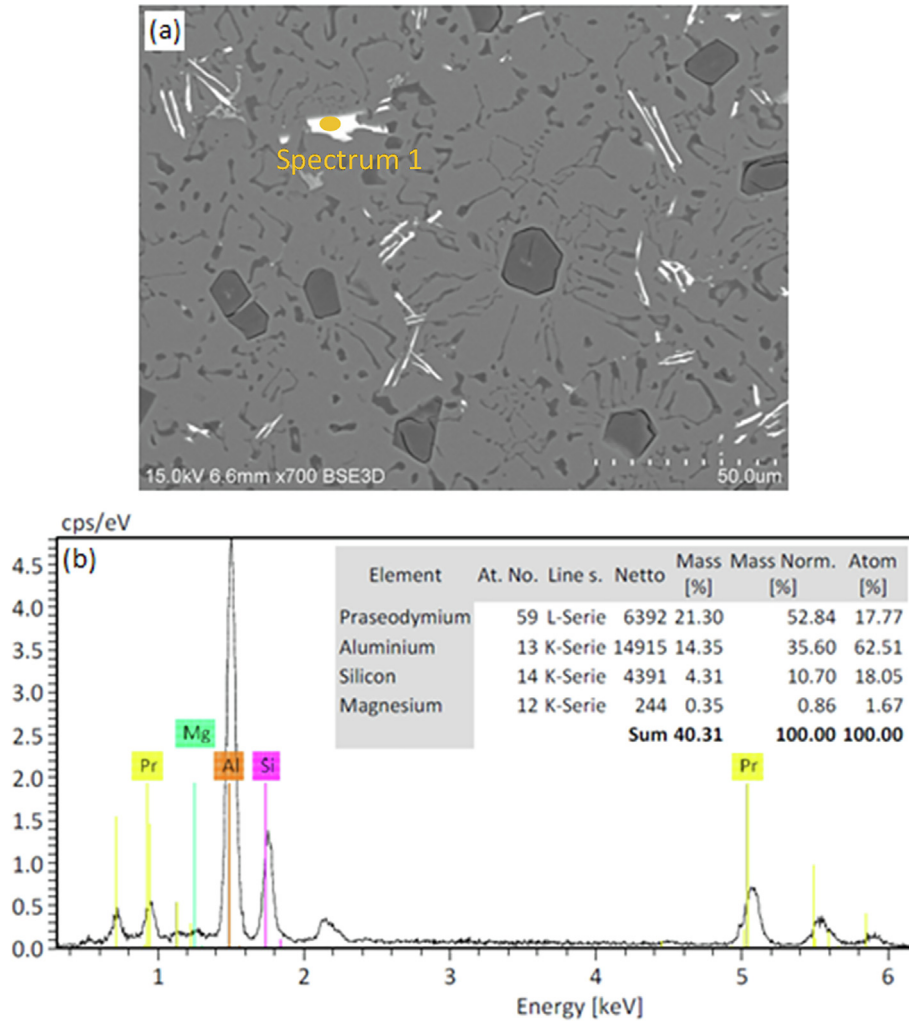 (a)
Spectrum 1
15.0kV 6.6mm x700 BSE3D 50.0um
cps/eV
(b)
Element At. No. Line s. Netto Mass [%] Mass Norm. [%] Atom [%]
Praseodymium 59 L-Serie 6392 21.30 52.84 17.77
Aluminium 13 K-Serie 14915 14.35 35.60 62.51
Silicon 14 K-Serie 4391 4.31 10.70 18.05
Magnesium 12 K-Serie 244 0.35 0.86 1.67
Sum 40.31 100.00 100.00
4.5
4.0
3.5
3.0
2.5
2.0
1.5
1.0
0.5
0.0
Pr Mg Al Si Pr
1 2 3 4 5 6
Energy [keV]